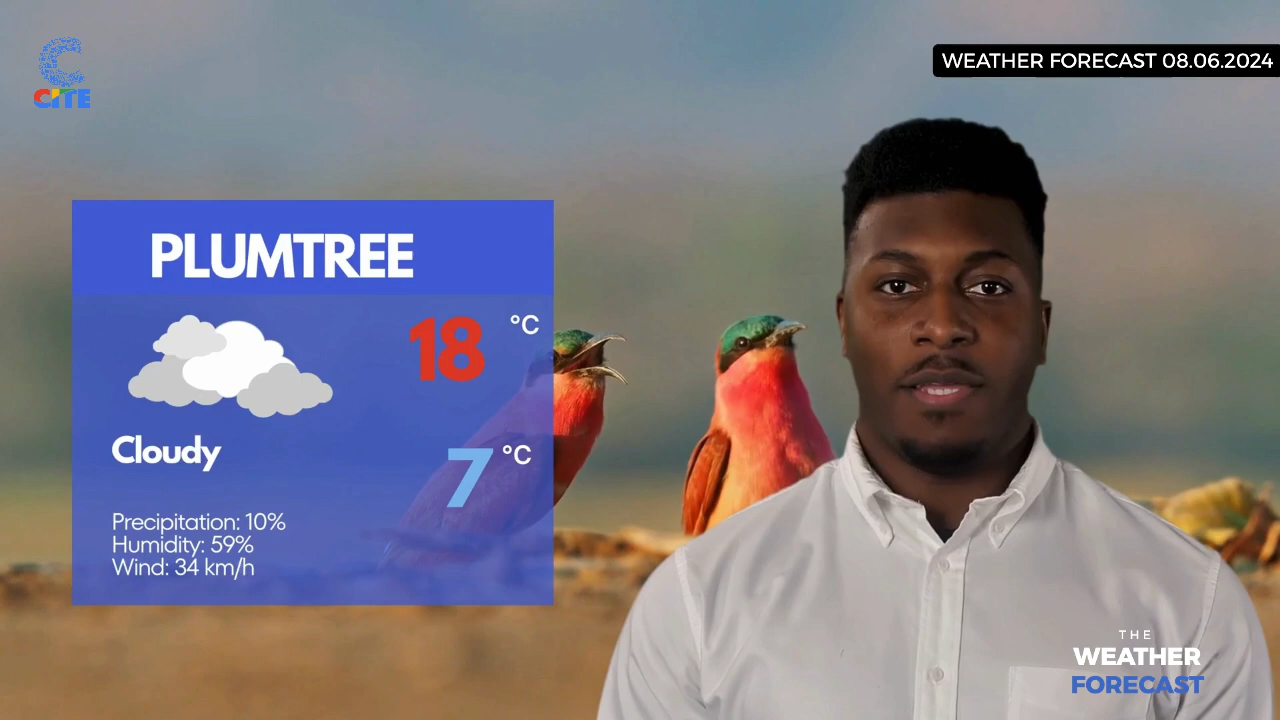 C
CITE
WEATHER FORECAST 08.06.2024
PLUMTREE
18 °C
Cloudy
7 °C
Precipitation: 10%
Humidity: 59%
Wind: 34 km/h
THE
WEATHER
FORECAST